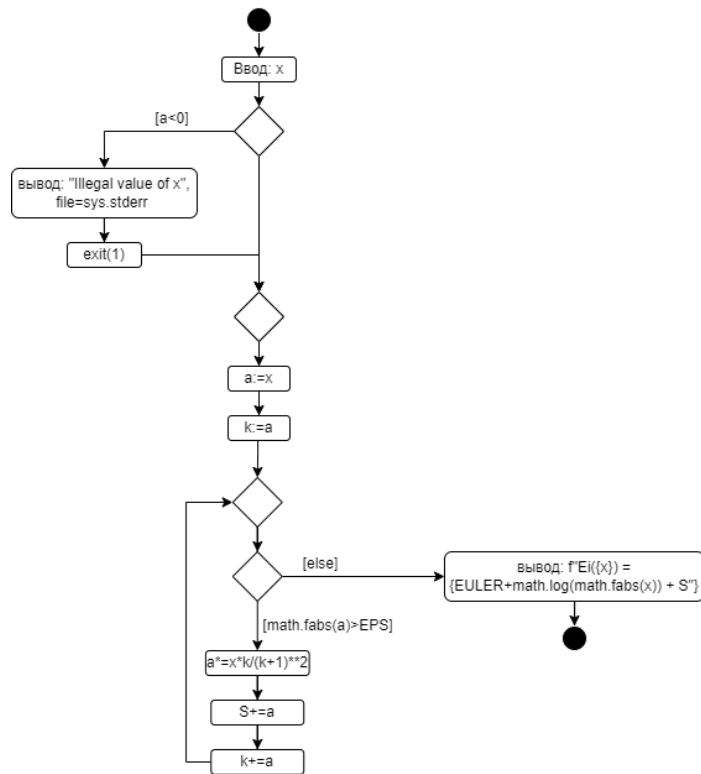 Ввод: x
[a<0]
вывод: "Illegal value of x",
file=sys.stderr
exit(1)
a:=x
k:=a
[else]
вывод: f"Ei({x}) =
{EULER+math.log(math.fabs(x)) + S"}
[math.fabs(a)>EPS]
a*=x*k/(k+1)**2
S+=a
k+=a